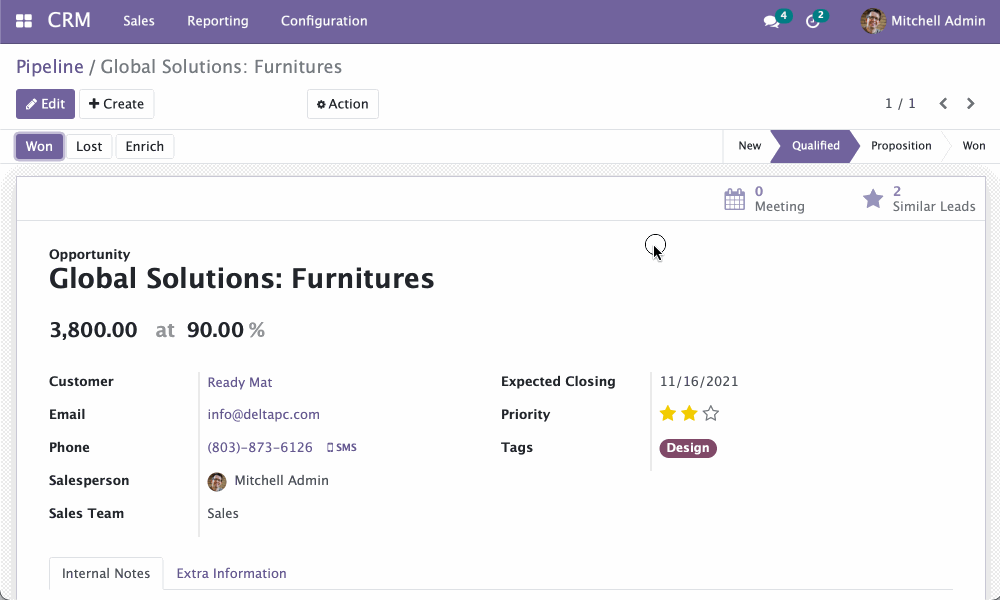 CRM Sales Reporting Configuration 4 2 Mitchell Admin
Pipeline / Global Solutions: Furnitures
Edit Create Action 1 / 1
Won Lost Enrich New Qualified Proposition Won
0 Meeting 2 Similar Leads
Opportunity
Global Solutions: Furnitures
3,800.00 at 90.00 %
Customer Ready Mat Expected Closing 11/16/2021
Email info@deltapc.com Priority
Phone (803)-873-6126 SMS Tags Design
Salesperson Mitchell Admin
Sales Team Sales
Internal Notes Extra Information